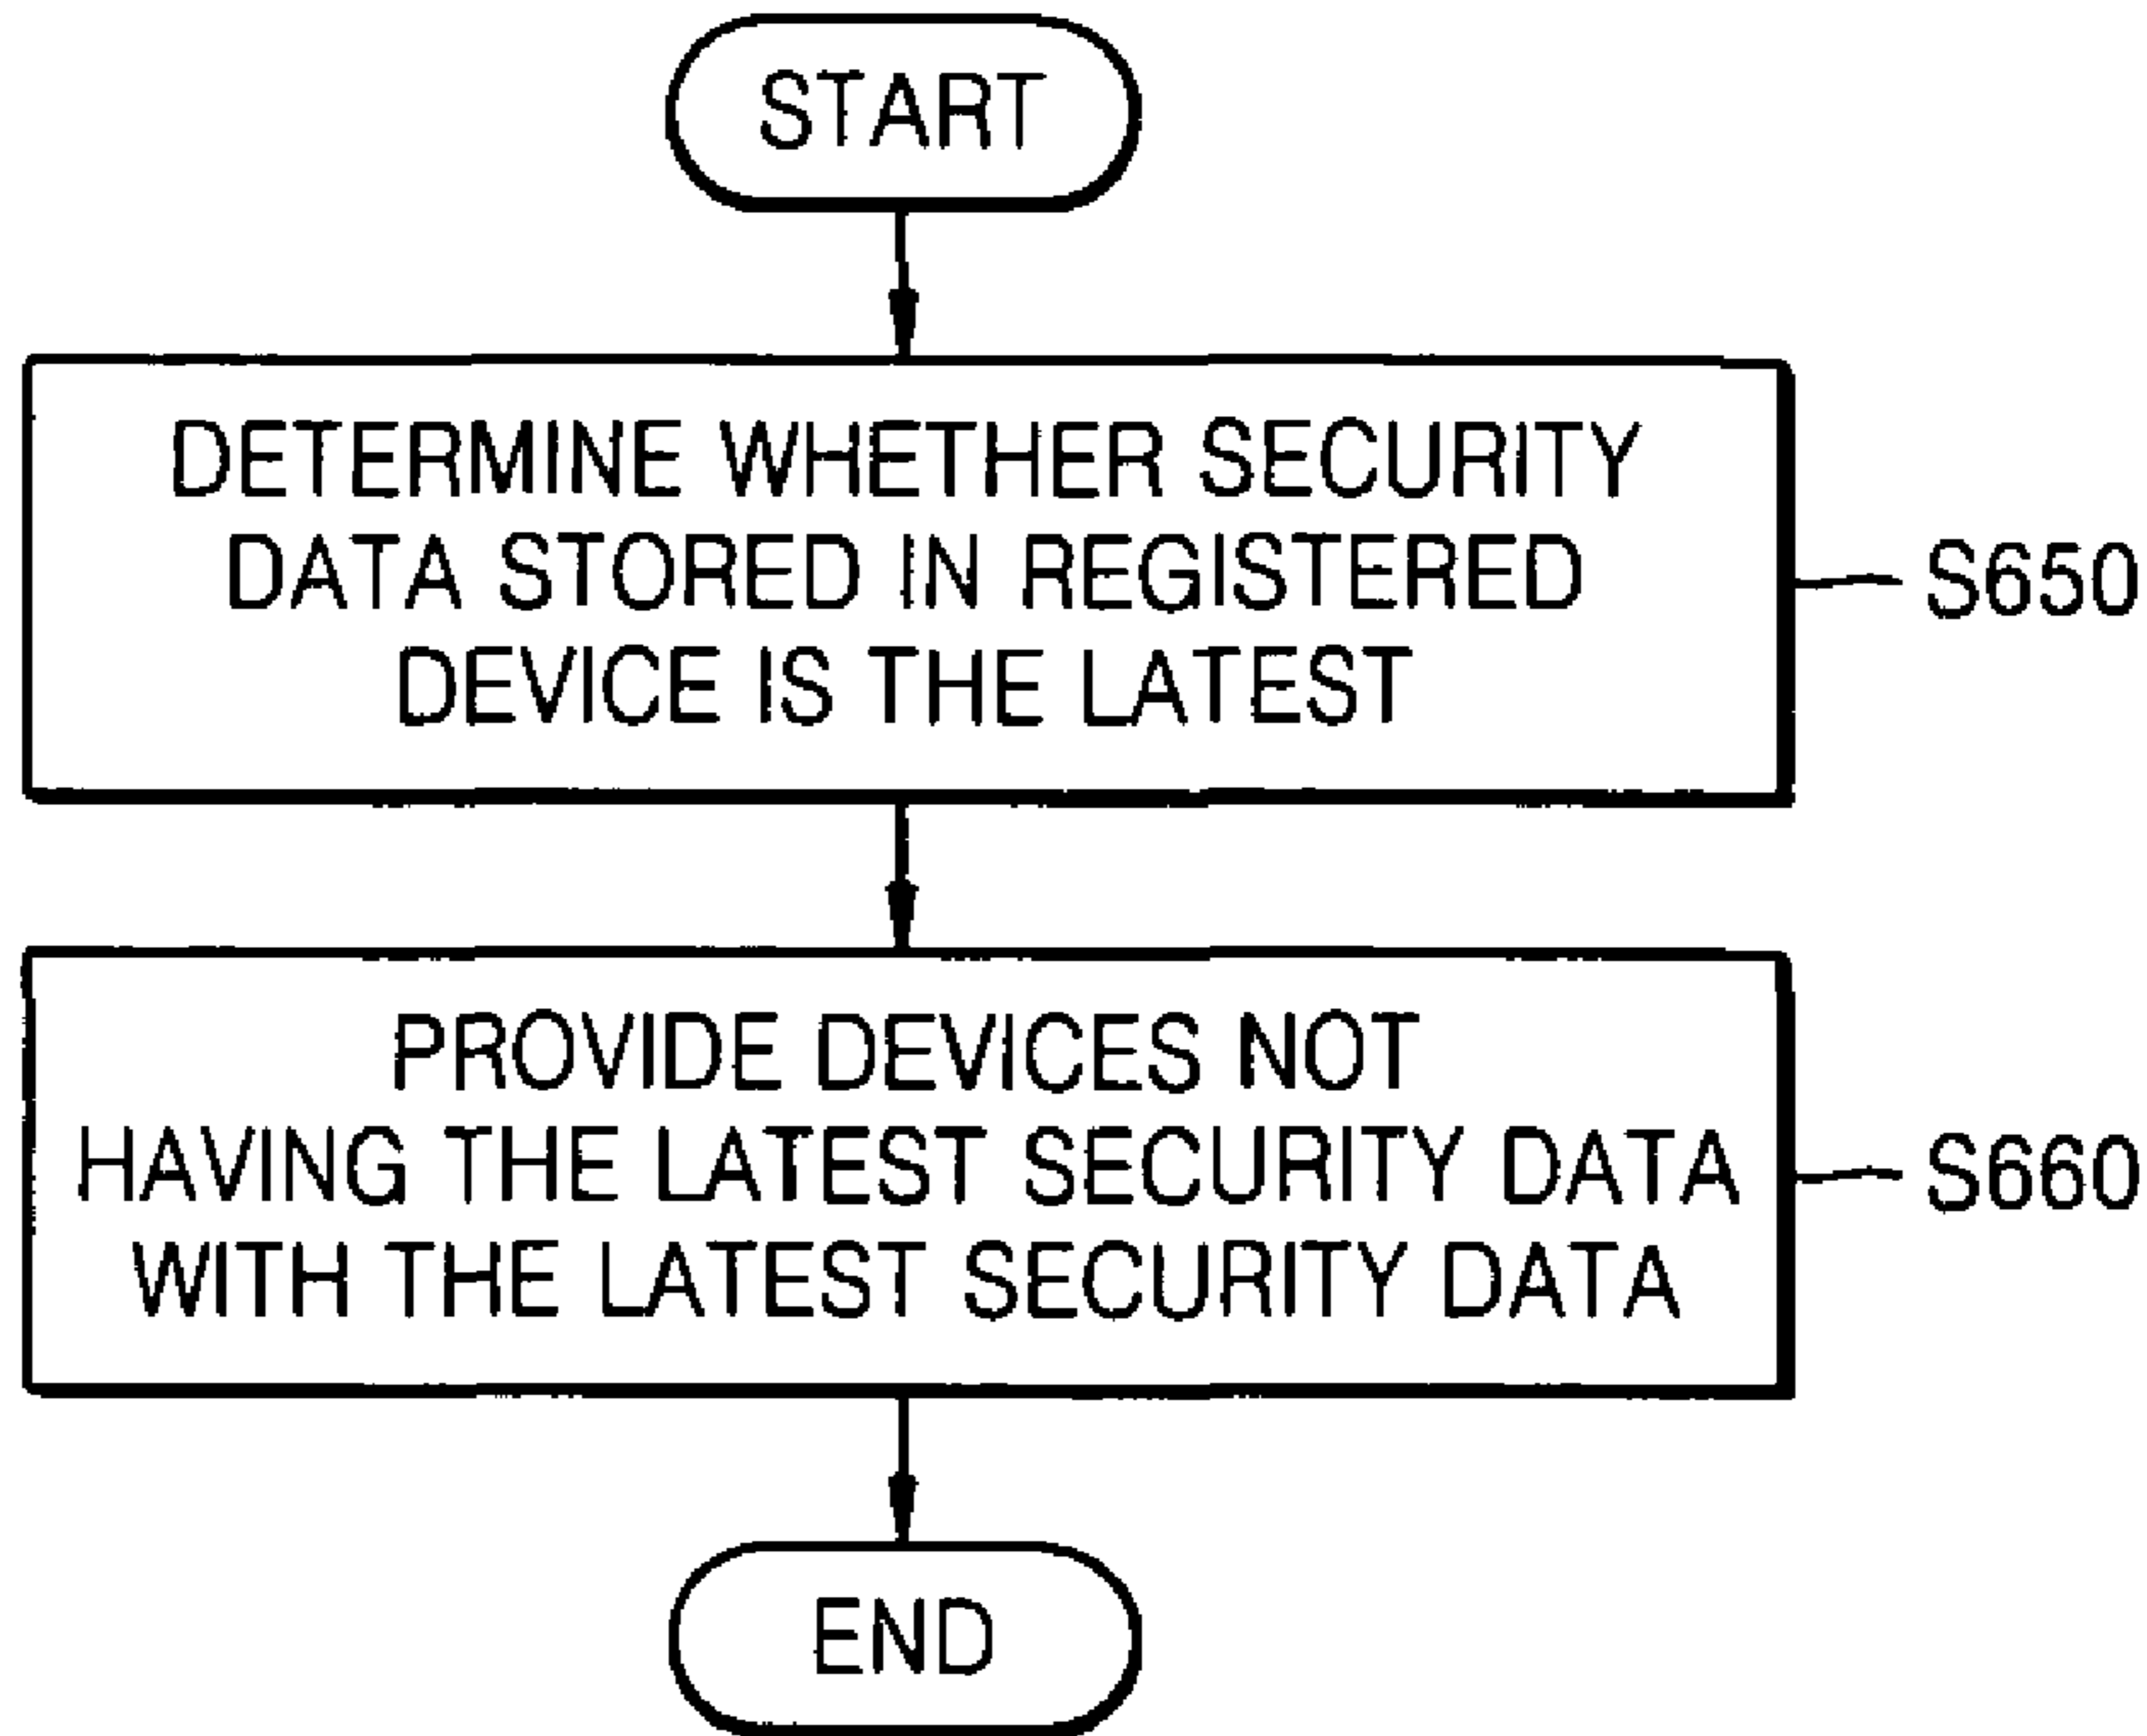 START
DETERMINE WHETHER SECURITY
DATA STORED IN REGISTERED
DEVICE IS THE LATEST
S650
PROVIDE DEVICES NOT
HAVING THE LATEST SECURITY DATA
WITH THE LATEST SECURITY DATA
S660
END